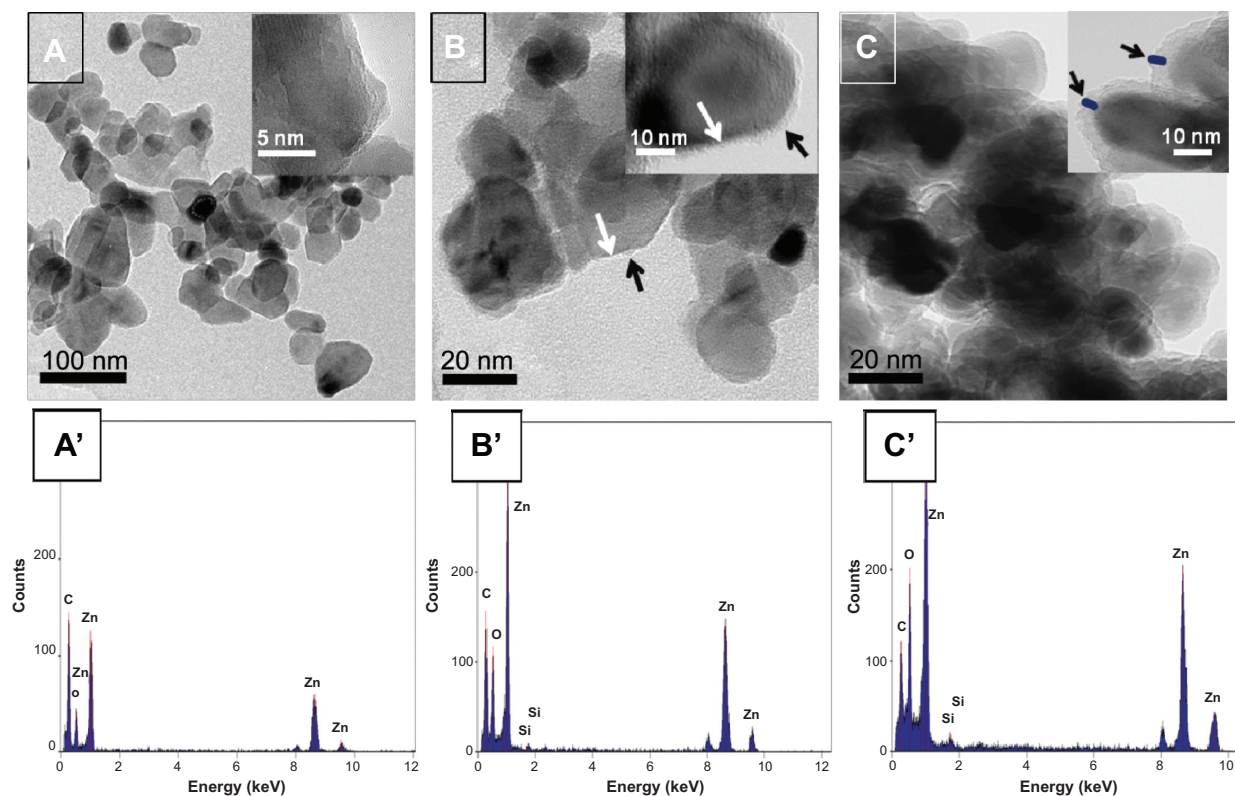 A
5 nm
100 nm
B
10 nm
20 nm
C
10 nm
20 nm
A’
Counts
200
100
0
C
Zn
o
Zn
Zn
Zn
0 2 4 6 8 10 12
Energy (keV)
B’
Counts
200
100
0
C
O
Zn
Si
Si
Zn
Zn
0 2 4 6 8 10 12
Energy (keV)
C’
Counts
200
100
0
C
O
Zn
Si
Si
Zn
Zn
0 2 4 6 8 10
Energy (keV)